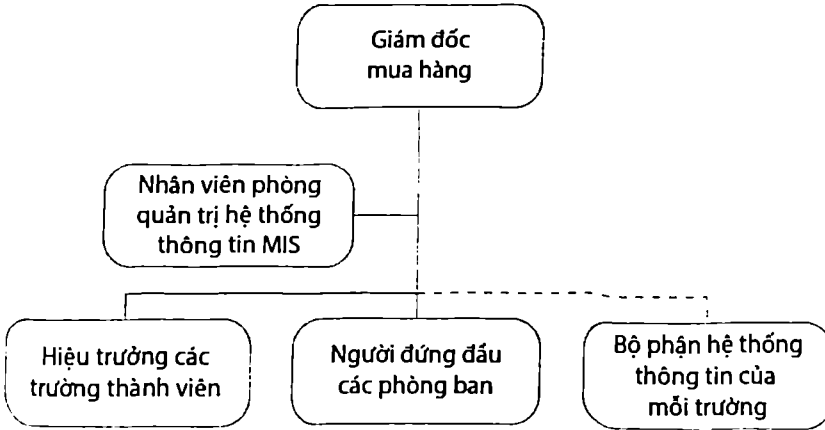 Giám đốc
mua hàng
Nhân viên phòng
quản trị hệ thống
thông tin MIS
Hiệu trưởng các
trường thành viên
Người đứng đầu
các phòng ban
Bộ phận hệ thống
thông tin của
mỗi trường